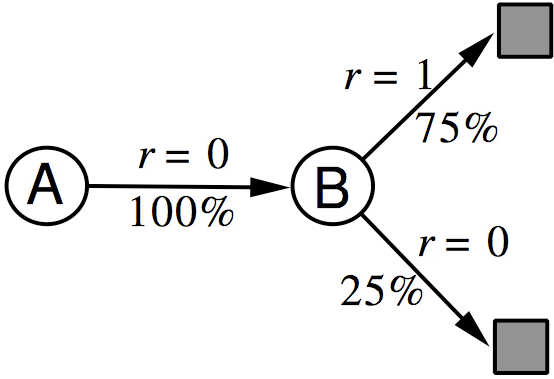 r = 1
75%
A
r = 0
100%
B
r = 0
25%